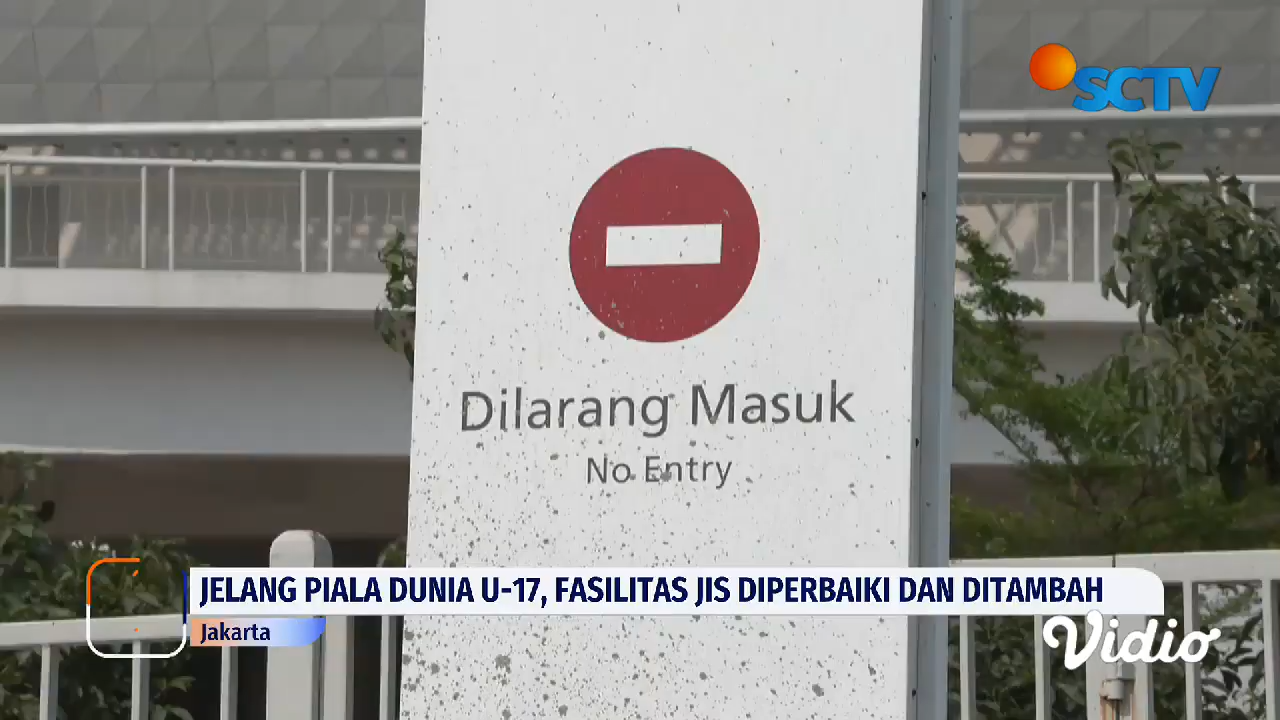 SCTV
Dilarang Masuk
No Entry
JELANG PIALA DUNIA U-17, FASILITAS JIS DIPERBAIKI DAN DITAMBAH
Jakarta
Vidio